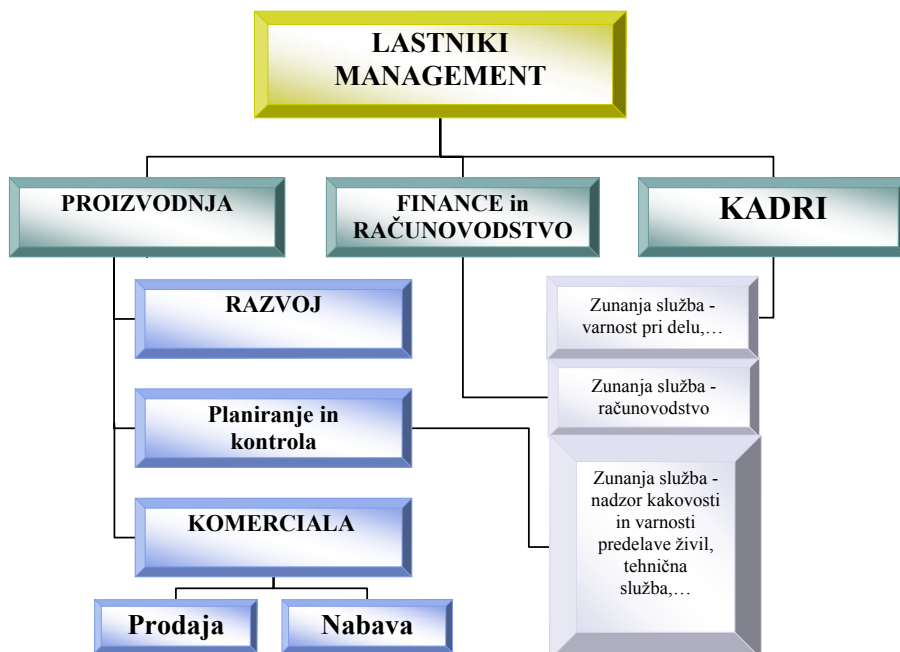 LASTNIKI
MANAGEMENT
PROIZVODNJA
FINANCE in
RAČUNOVODSTVO
KADRI
RAZVOJ
Zunanja služba -
varnost pri delu,…
Planiranje in
kontrola
Zunanja služba -
računovodstvo
KOMERCIALA
Zunanja služba -
nadzor kakovosti
in varnosti
predelave živil,
tehnična
služba,…
Prodaja
Nabava